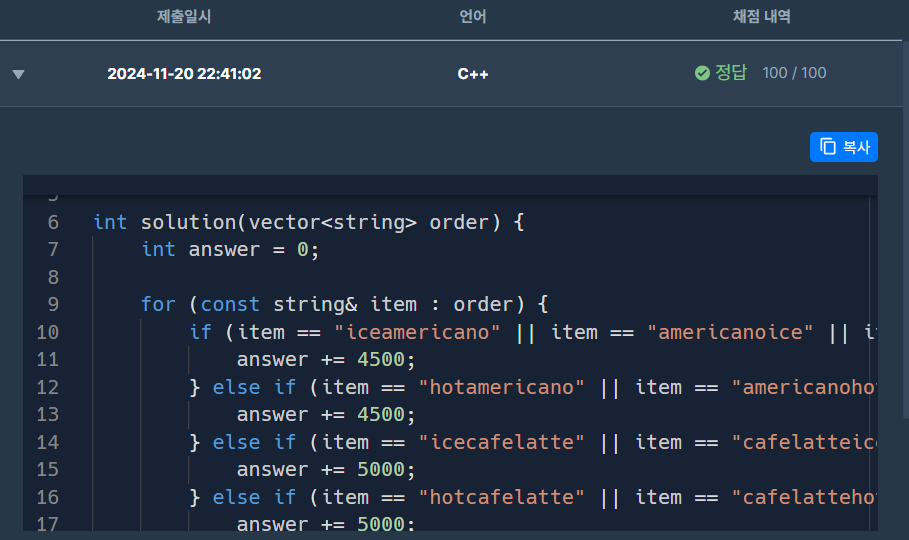 제출일시 언어 채점 내역
2024-11-20 22:41:02 C++ 정답 100 / 100
복사
6 int solution(vector<string> order) {
7 int answer = 0;
8
9 for (const string& item : order) {
10 if (item == "iceamericano" || item == "americanoice" || it
11 answer += 4500;
12 } else if (item == "hotamericano" || item == "americanoho
13 answer += 4500;
14 } else if (item == "icecafelatte" || item == "cafelatteic
15 answer += 5000;
16 } else if (item == "hotcafelatte" || item == "cafelatteho
17 answer += 5000;